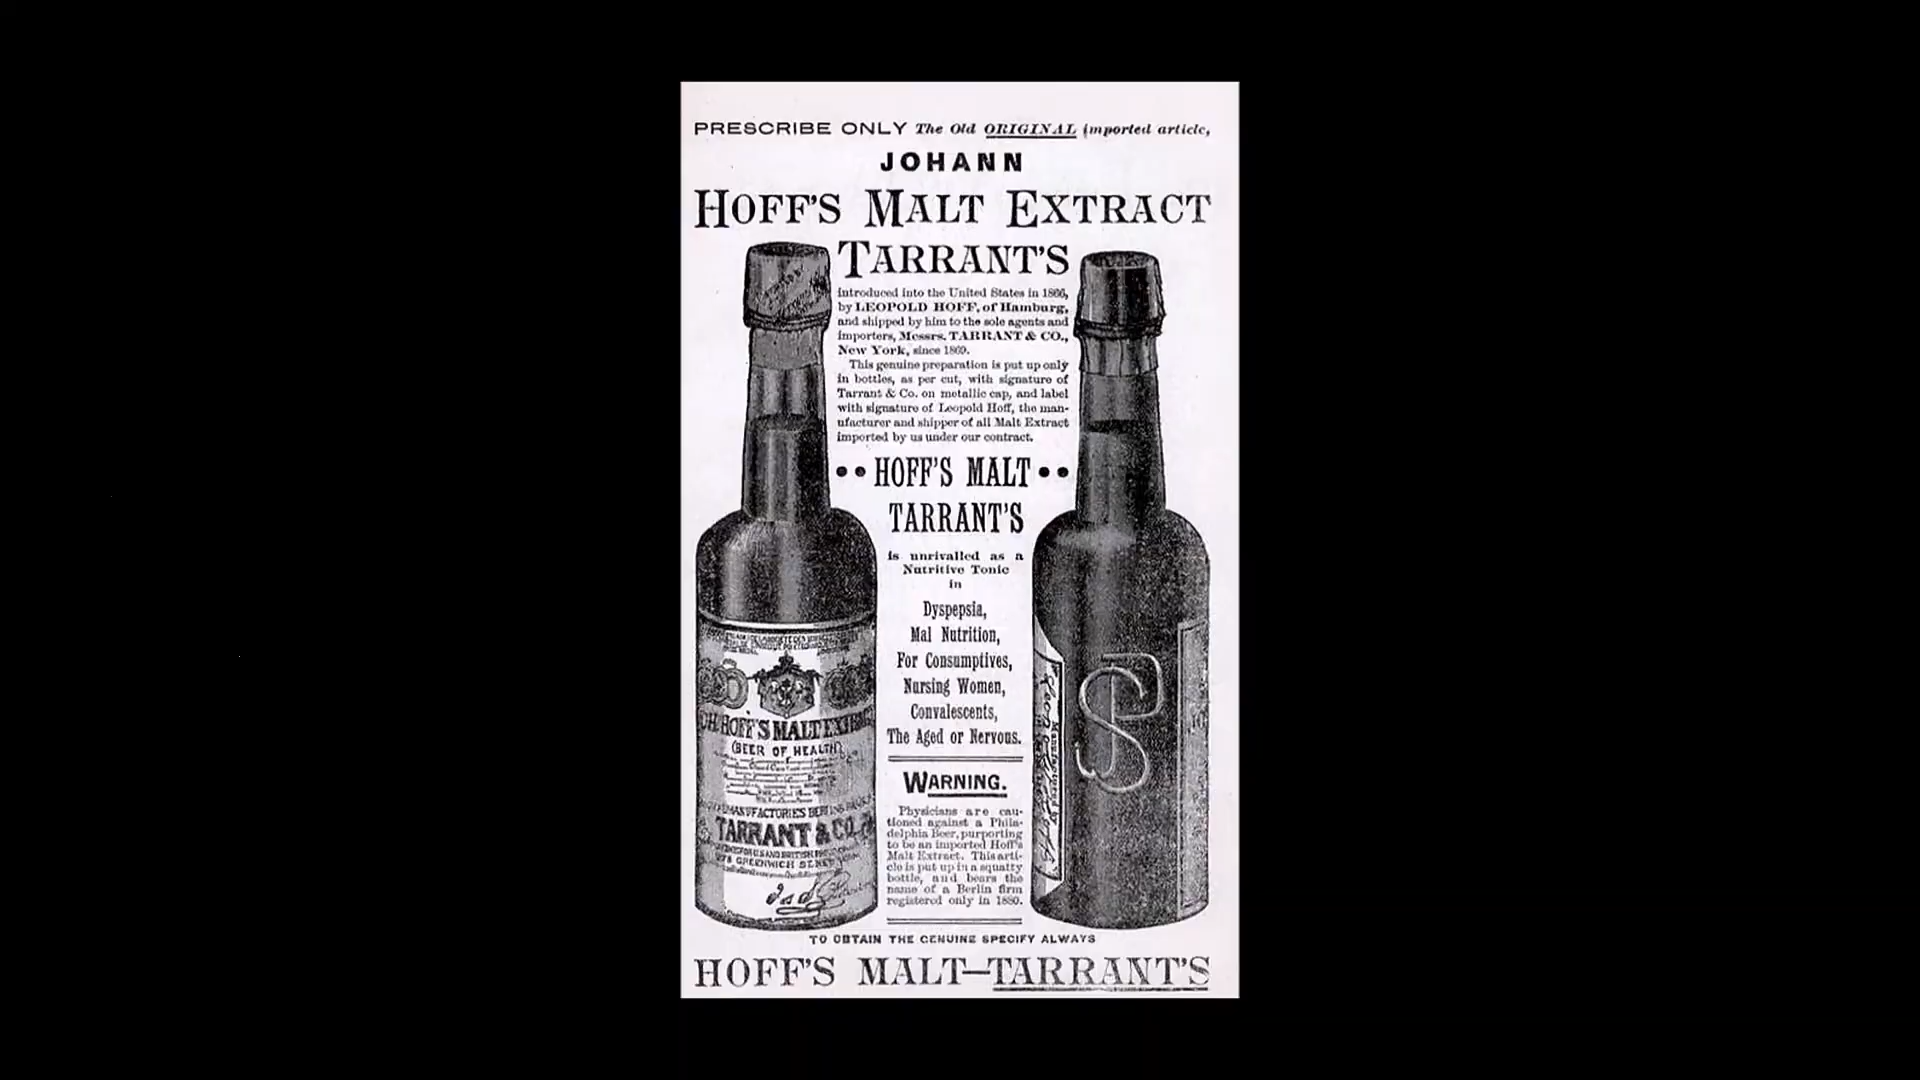 PRESCRIBE ONLY The Old ORIGINAL imported article,
JOHANN
HOFF'S MALT EXTRACT
TARRANT'S
introduced into the United States in 1866,
by LEOPOLD HOFF, of Hamburg,
and shipped by him to the sole agents and
importers, Messrs. TARRANT & CO.,
New York, since 1869.
This genuine preparation is put up only
in bottles, as per cut, with signature of
Tarrant & Co. on metallic cap, and label
with signature of Leopold Hoff, the man-
ufacturer and shipper of all Malt Extract
imported by us under our contract.
HOFF'S MALT
TARRANT'S
is unrivalled as a
Nutritive Tonic
in
Dyspepsia,
Mal Nutrition,
For Consumptives,
Nursing Women,
Convalescents,
The Aged or Nervous.
WARNING.
Physicians are cau-
tioned against a Phila-
delphia Beer, purporting
to be an imported Hoff's
Malt Extract. This arti-
cle is put up in a squatty
bottle, and bears the
name of a Berlin firm
registered only in 1880.
HOFF'S MALT
(BEER OF HEALTH)
TARRANT & CO.
GREENWICH ST.
TO OBTAIN THE GENUINE SPECIFY ALWAYS
HOFF'S MALT—TARRANT'S